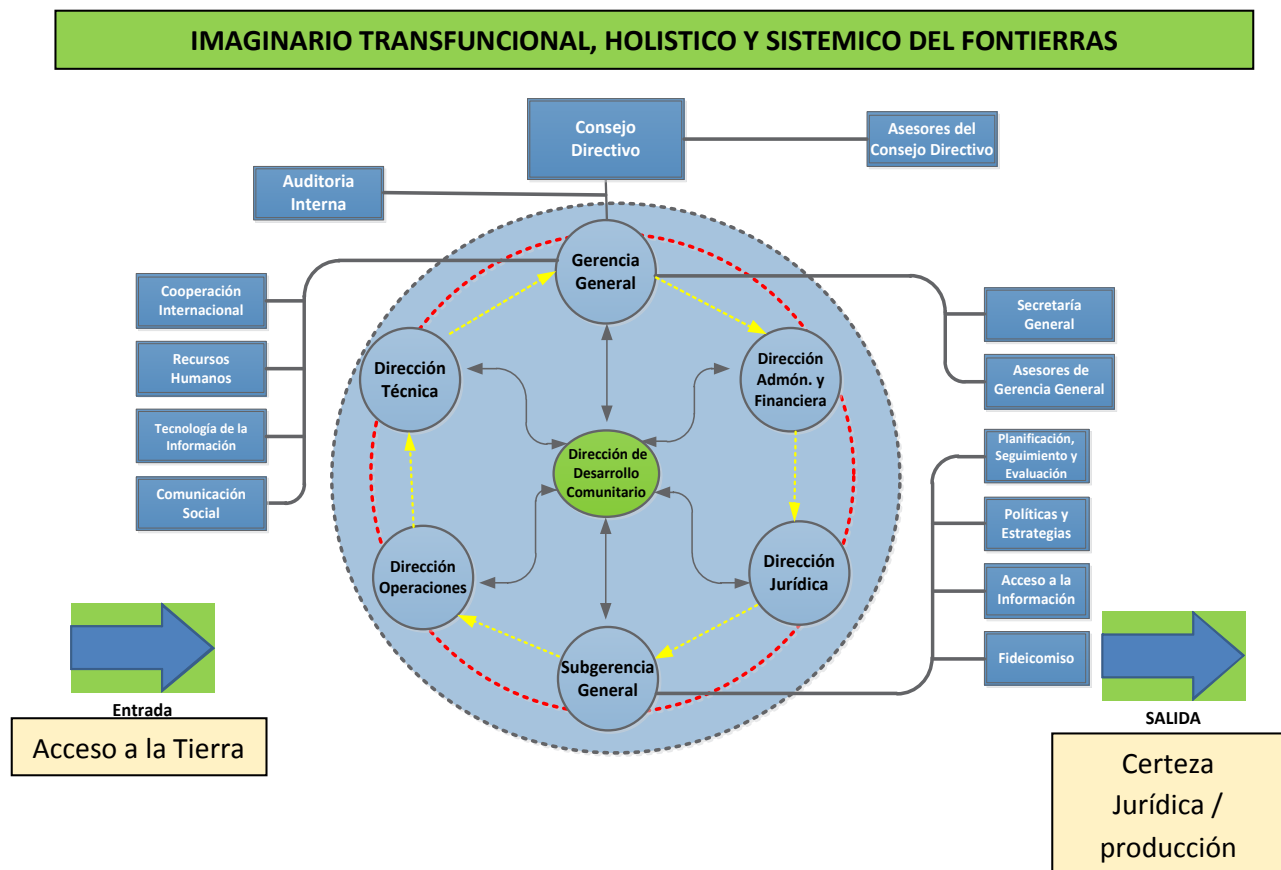 IMAGINARIO TRANSFUNCIONAL, HOLISTICO Y SISTEMICO DEL FONTIERRAS
Consejo
Directivo
Asesores del
Consejo Directivo
Auditoria
Interna
Gerencia
General
Cooperación
Internacional
Recursos
Humanos
Tecnología de la
Información
Comunicación
Social
Secretaría
General
Asesores de
Gerencia General
Dirección
Técnica
Dirección
Admón. y
Financiera
Dirección de
Desarrollo
Comunitario
Planificación,
Seguimiento y
Evaluación
Políticas y
Estrategias
Acceso a la
Información
Fideicomiso
Dirección
Operaciones
Dirección
Jurídica
Subgerencia
General
Entrada
Acceso a la Tierra
SALIDA
Certeza
Jurídica /
producción